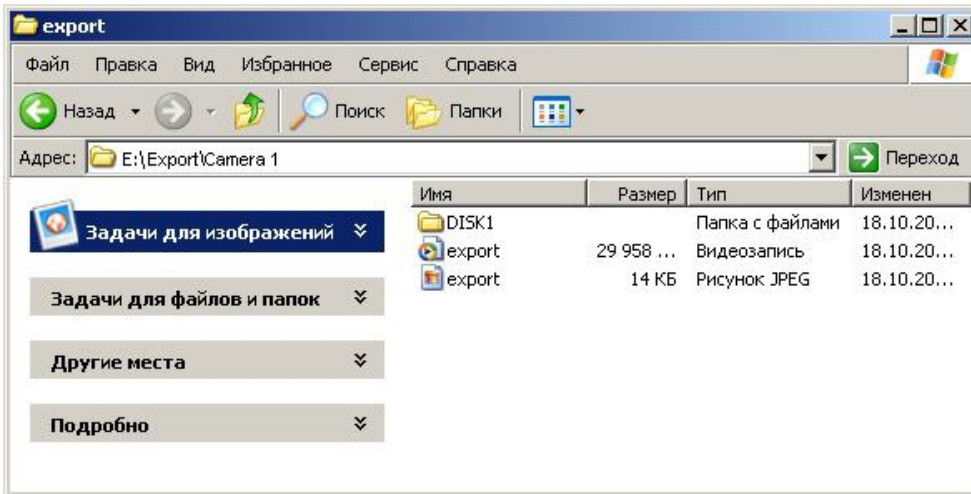 export
Файл Правка Вид Избранное Сервис Справка
Назад Поиск Папки
Адрес: E:\Export\Camera 1 Переход
Имя Размер Тип Изменен
Задачи для изображений
DISK1 Папка с файлами 18.10.20...
export 29 958 ... Видеозапись 18.10.20...
export 14 КБ Рисунок JPEG 18.10.20...
Задачи для файлов и папок
Другие места
Подробно